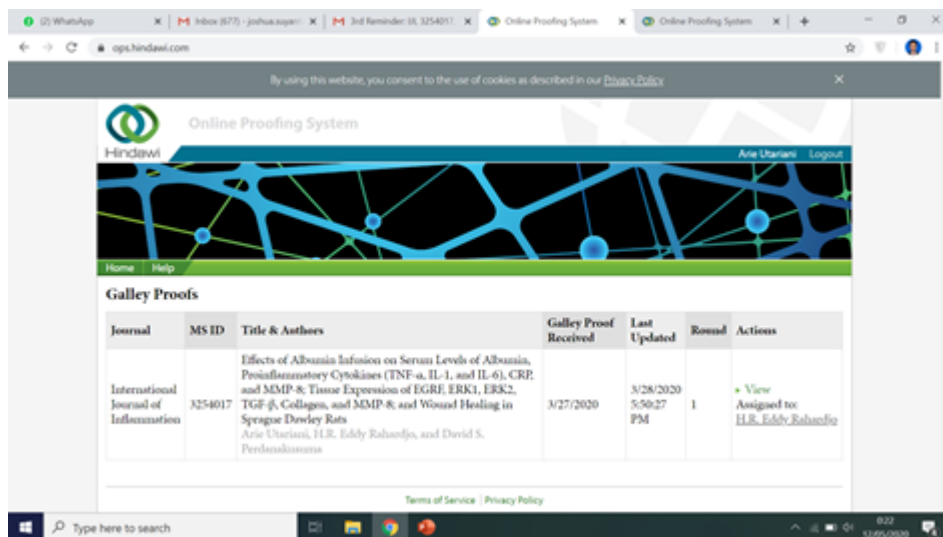 (2) WhatsApp
Inbox (677) - joshua.suyan
3rd Reminder: IJI, 3254017.
Online Proofing System
Online Proofing System
ops.hindawi.com
By using this website, you consent to the use of cookies as described in our Privacy Policy
Online Proofing System
Hindawi
Arie Utariani Logout
Home Help
Galley Proofs
Journal MS ID Title & Authors Galley Proof Received Last Updated Round Actions
International Journal of Inflammation
3254017
Effects of Albumin Infusion on Serum Levels of Albumin,
Proinflammatory Cytokines (TNF-α, IL-1, and IL-6), CRP,
and MMP-8; Tissue Expression of EGRF, ERK1, ERK2,
TGF-β, Collagen, and MMP-8; and Wound Healing in
Sprague Dawley Rats
Arie Utariani, H.R. Eddy Rahardjo, and David S.
Perdanakusuma
3/27/2020
3/28/2020
5:50:27
PM
1
View
Assigned to:
H.R. Eddy Rahardjo
Terms of Service | Privacy Policy
Type here to search
0:22
12/05/2020